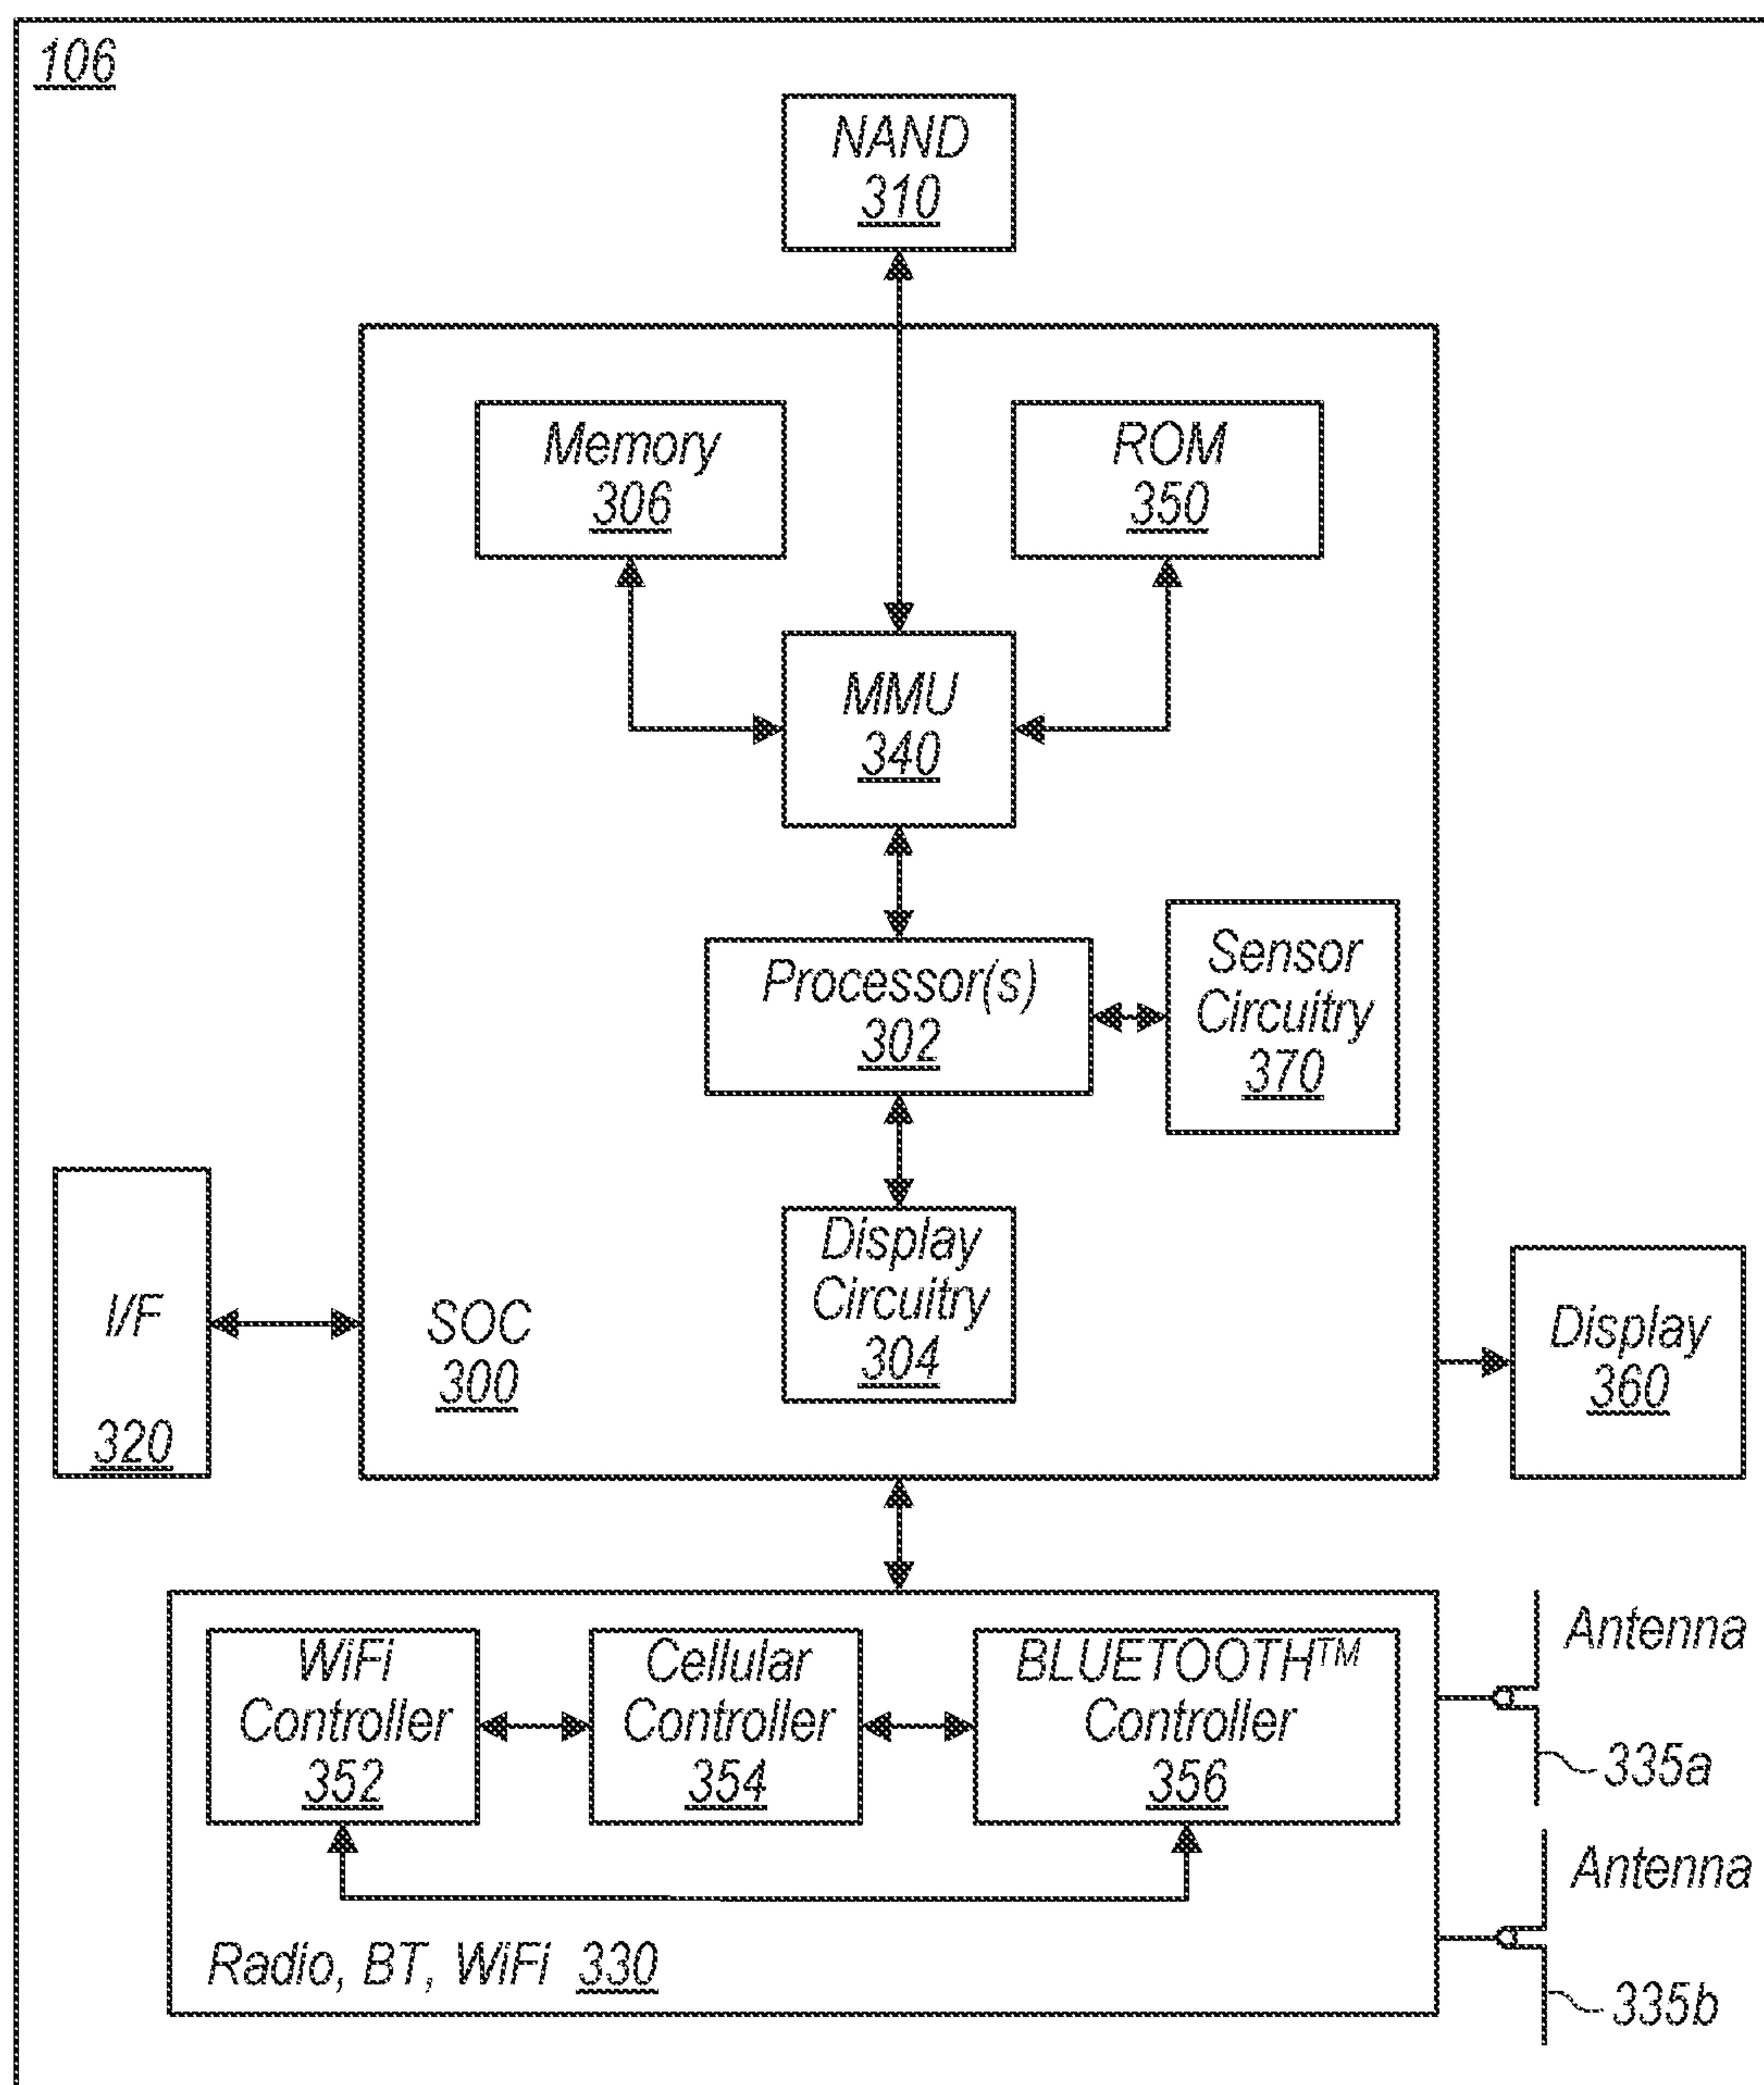 106
NAND
310
Memory
306
ROM
350
MMU
340
Processor(s)
302
Sensor
Circuitry
370
Display
Circuitry
304
I/F
320
SOC
300
Display
360
WiFi
Controller
352
Cellular
Controller
354
BLUETOOTH™
Controller
356
Radio, BT, WiFi 330
Antenna
335a
Antenna
335b